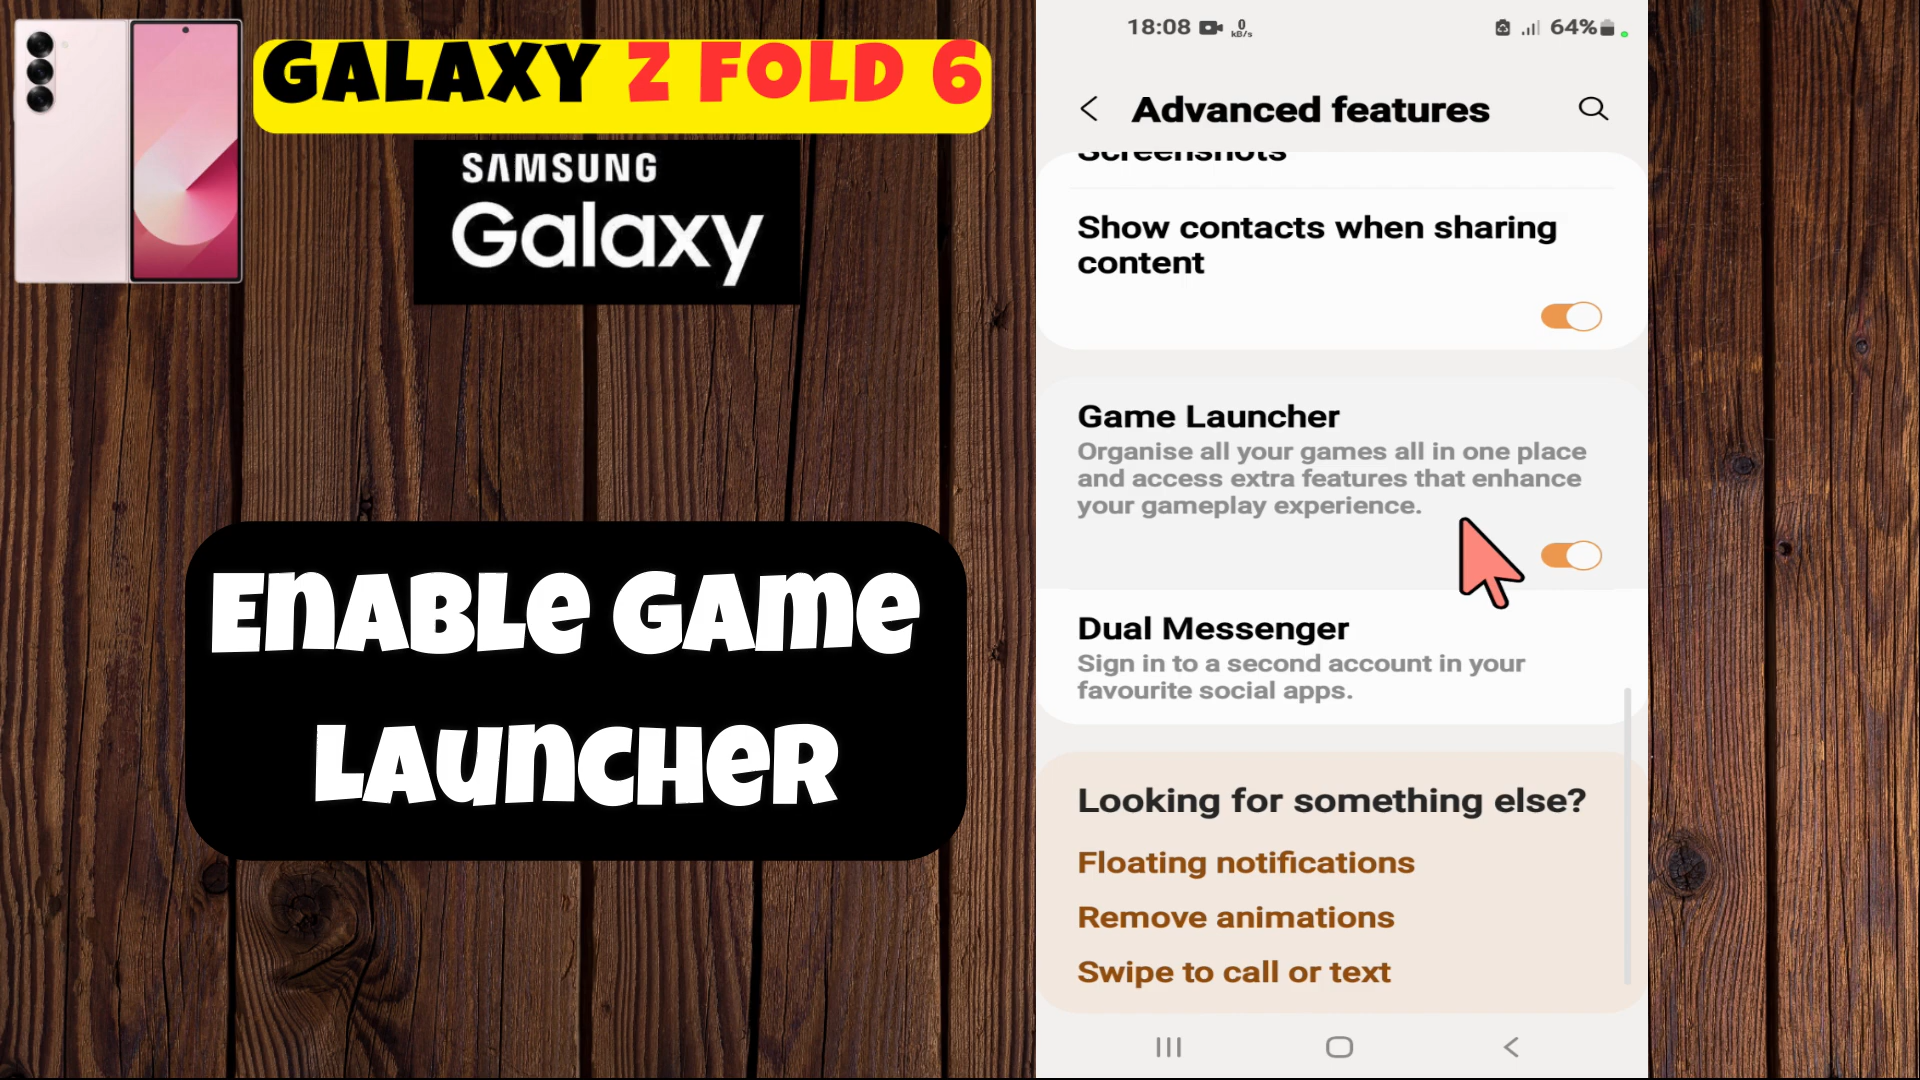 GALAXY Z FOLD 6
SAMSUNG
Galaxy
ENABLE GAME
LAUNCHER
18:08 0 kB/s 64%
Advanced features
Screenshots
Show contacts when sharing
content
Game Launcher
Organise all your games all in one place
and access extra features that enhance
your gameplay experience.
Dual Messenger
Sign in to a second account in your
favourite social apps.
Looking for something else?
Floating notifications
Remove animations
Swipe to call or text